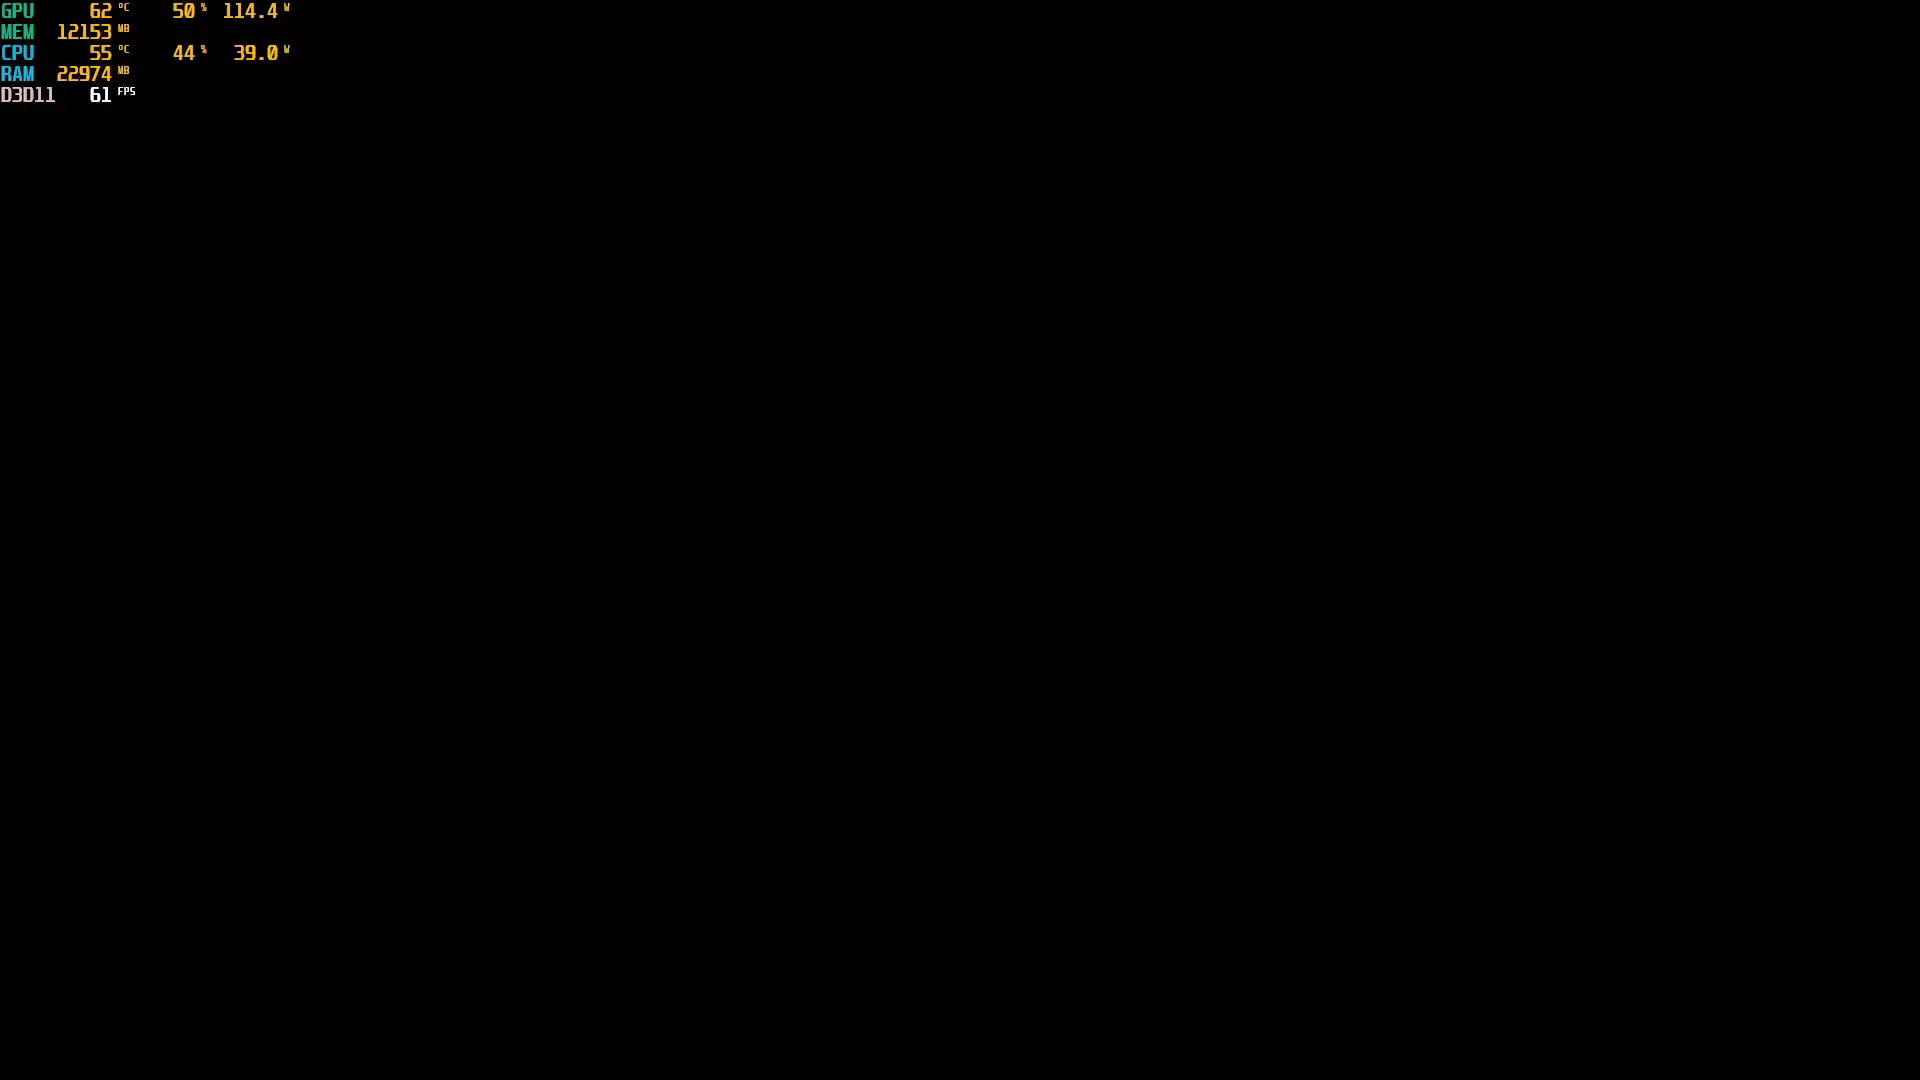 GPU 62 °C 50 % 114.4 W
MEM 12153 MB
CPU 55 °C 44 % 39.0 W
RAM 22974 MB
D3D11 61 FPS